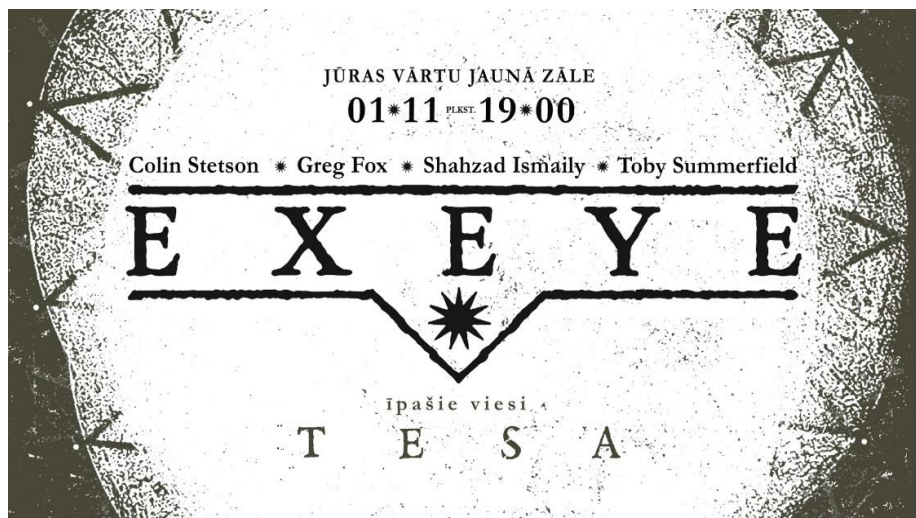 JŪRAS VĀRTU JAUNĀ ZĀLE
01*11 PLKST. 19*00
Colin Stetson * Greg Fox * Shahzad Ismaily * Toby Summerfield
EXEYE
īpašie viesi
TESA